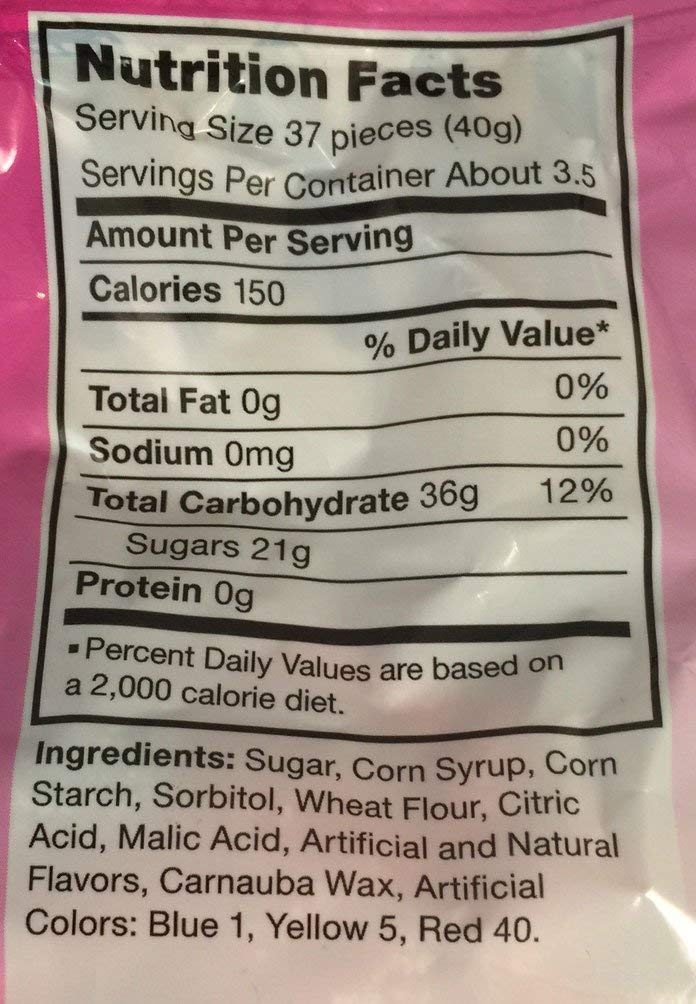 Nutrition Facts
Serving Size 37 pieces (40g)
Servings Per Container About 3.5
Amount Per Serving
Calories 150
% Daily Value*
Total Fat 0g 0%
Sodium 0mg 0%
Total Carbohydrate 36g 12%
Sugars 21g
Protein 0g
▪ Percent Daily Values are based on
a 2,000 calorie diet.
Ingredients: Sugar, Corn Syrup, Corn
Starch, Sorbitol, Wheat Flour, Citric
Acid, Malic Acid, Artificial and Natural
Flavors, Carnauba Wax, Artificial
Colors: Blue 1, Yellow 5, Red 40.